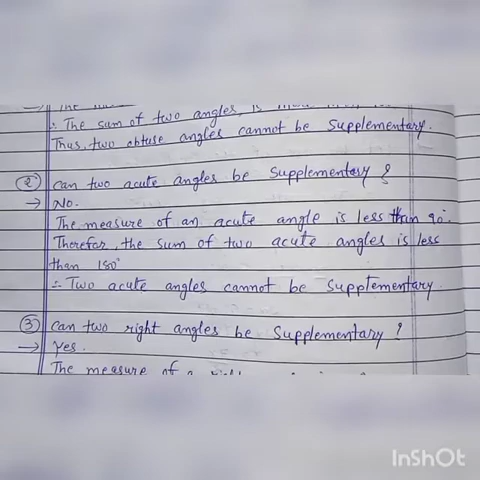 ∴ The sum of two angles, is
Thus, two obtuse angles cannot be Supplementary.
② Can two acute angles be Supplementary ?
→ No.
The measure of an acute angle is less than 90°.
Therefor, the sum of two acute angles is less
than 180°
∴ Two acute angles cannot be Supplementary.
③ Can two right angles be Supplementary ?
→ Yes.
The measure of a
InShOt